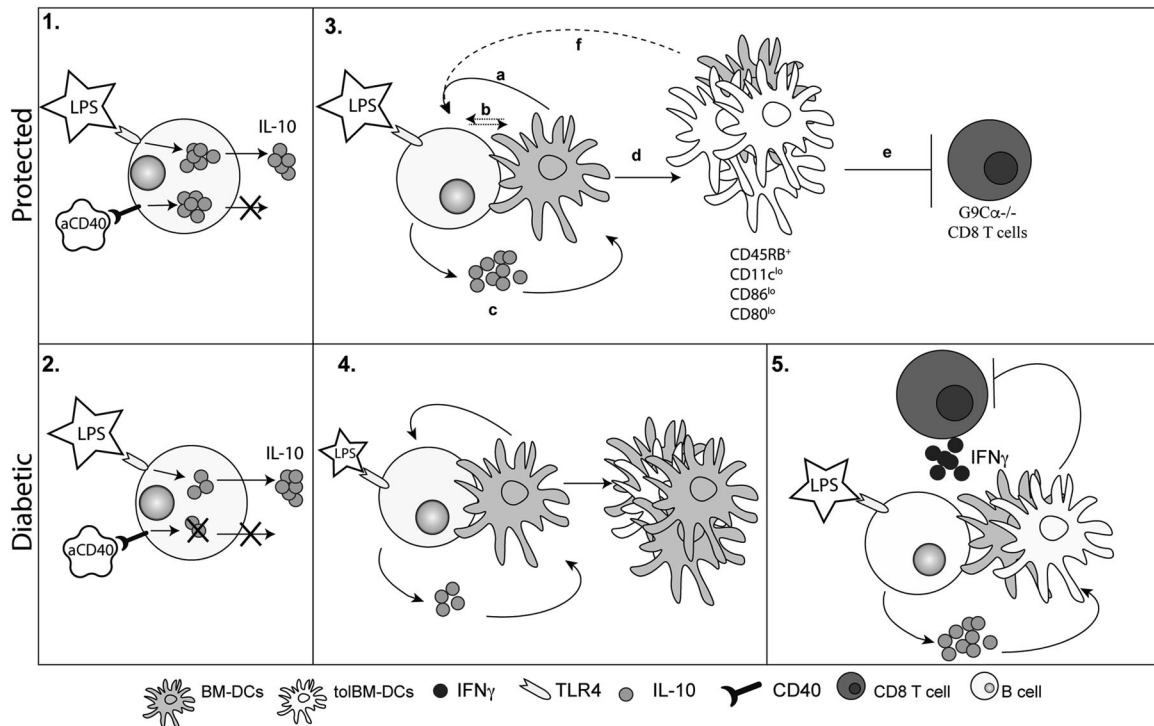 Protected
1.
LPS
IL-10
aCD40
3.
f
a
LPS
b
d
e
c
G9Cα-/-
CD8 T cells
CD45RB⁺
CD11cˡᵒ
CD86ˡᵒ
CD80ˡᵒ
Diabetic
2.
LPS
IL-10
aCD40
4.
LPS
5.
IFNγ
LPS
BM-DCs
tolBM-DCs
IFNγ
TLR4
IL-10
CD40
CD8 T cell
B cell